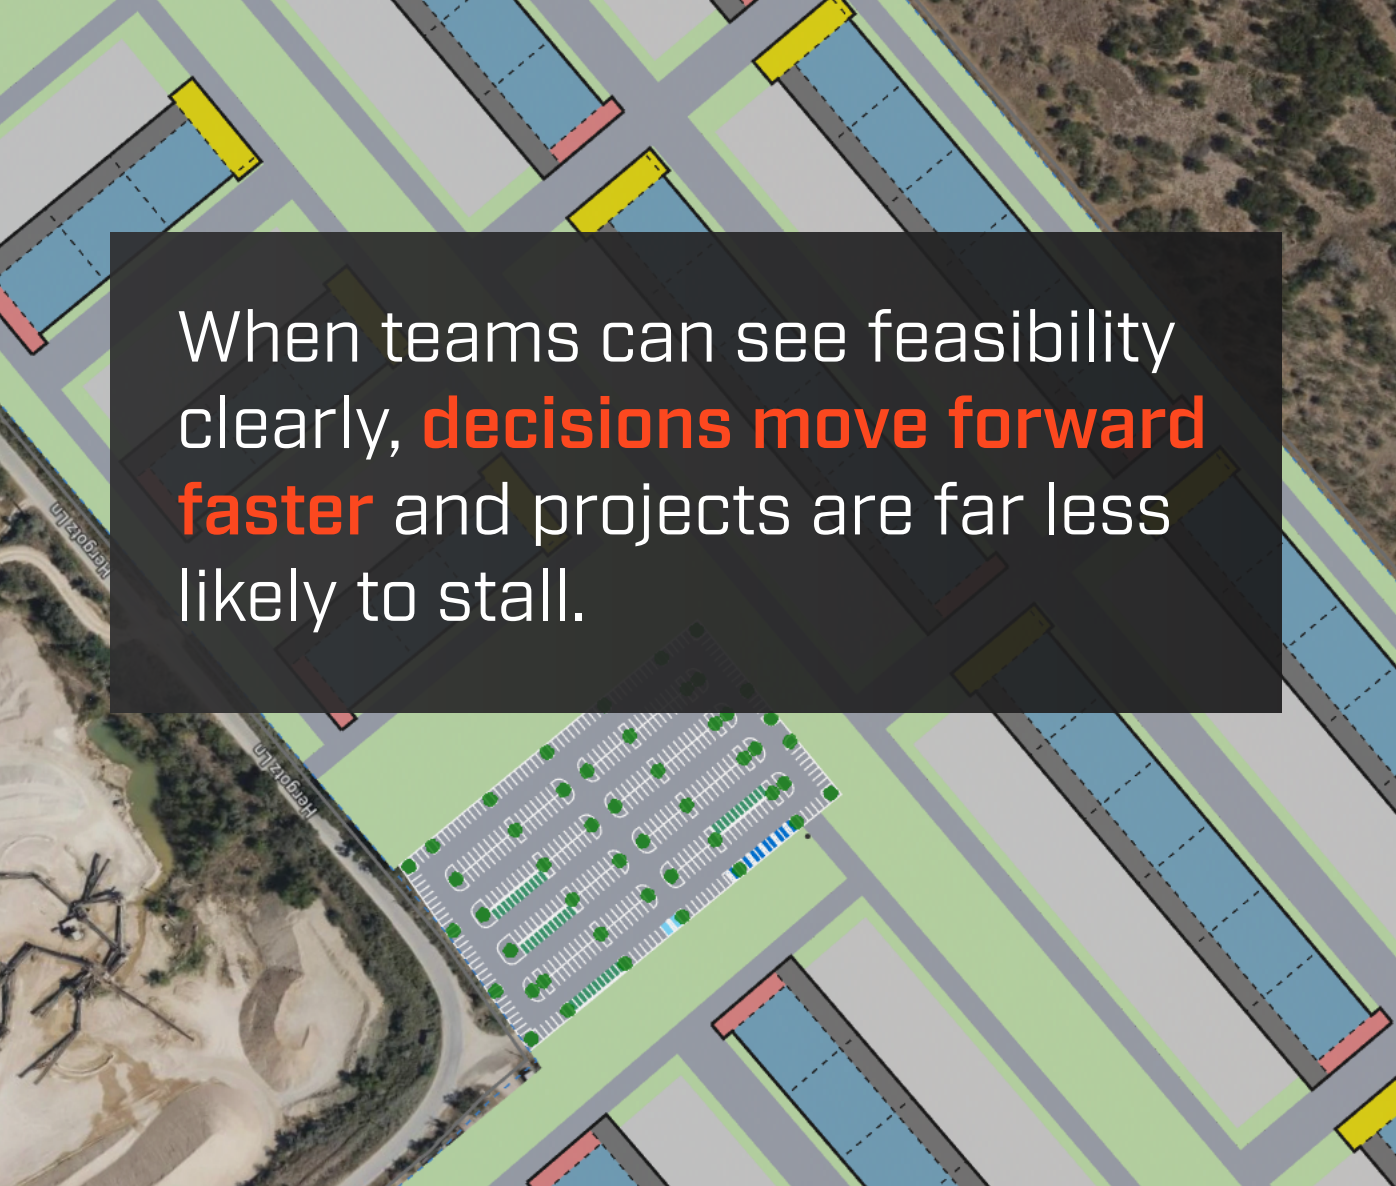 When teams can see feasibility
clearly, decisions move forward
faster and projects are far less
likely to stall.
Hergotz Ln
Hergotz Ln